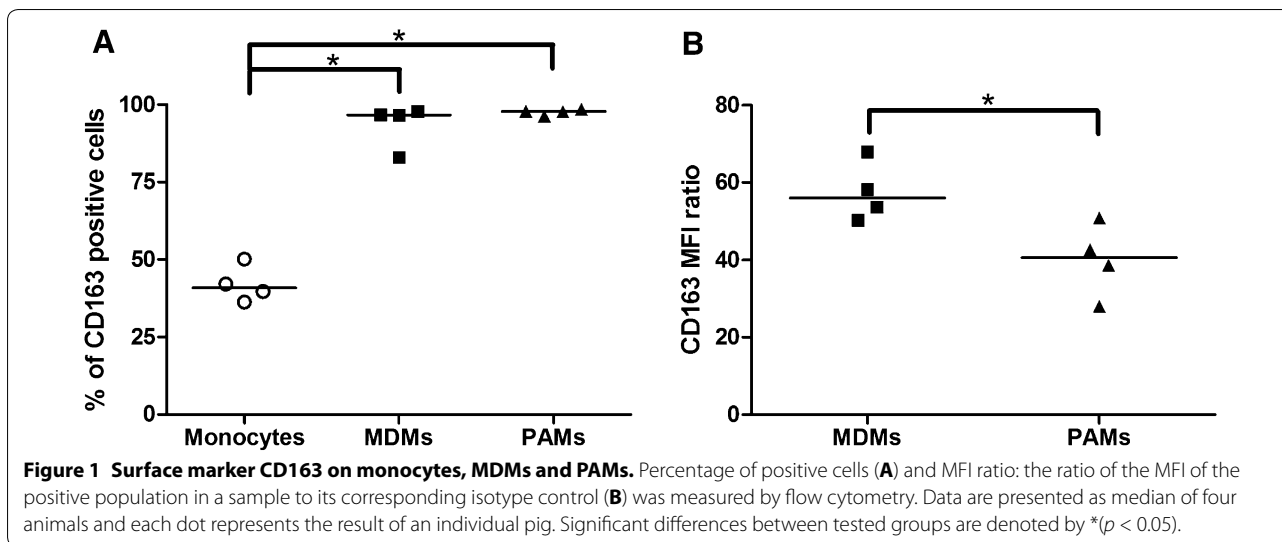 A
*
*
% of CD163 positive cells
100
75
50
25
0
Monocytes MDMs PAMs
B
*
CD163 MFI ratio
80
60
40
20
0
MDMs PAMs
Figure 1 Surface marker CD163 on monocytes, MDMs and PAMs. Percentage of positive cells (A) and MFI ratio: the ratio of the MFI of the
positive population in a sample to its corresponding isotype control (B) was measured by flow cytometry. Data are presented as median of four
animals and each dot represents the result of an individual pig. Significant differences between tested groups are denoted by *(p < 0.05).